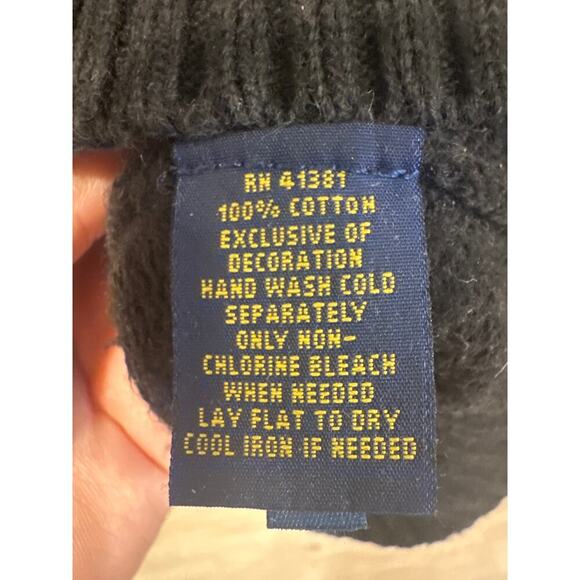 RN 41381
100% COTTON
EXCLUSIVE OF
DECORATION
HAND WASH COLD
SEPARATELY
ONLY NON-
CHLORINE BLEACH
WHEN NEEDED
LAY FLAT TO DRY
COOL IRON IF NEEDED